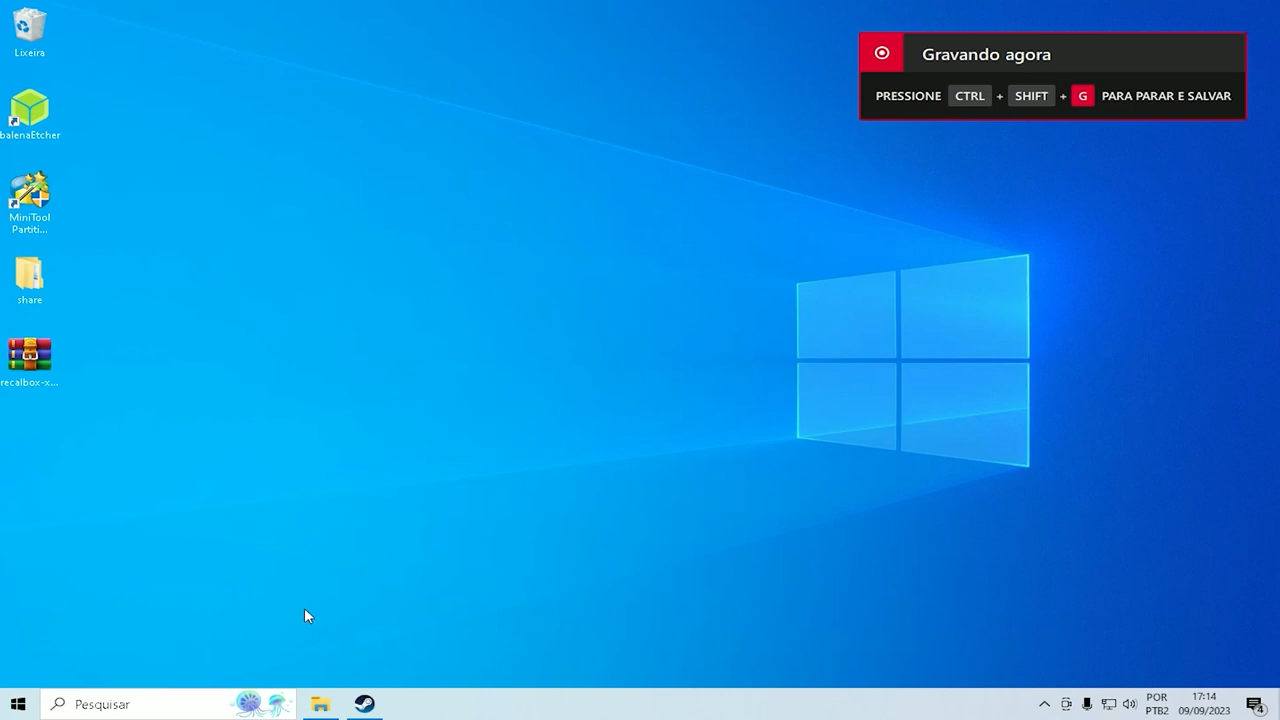 Lixeira
balenaEtcher
MiniTool
Partiti...
share
recalbox-x...
Gravando agora
PRESSIONE CTRL + SHIFT + G PARA PARAR E SALVAR
Pesquisar
POR
PTB2
17:14
09/09/2023
4